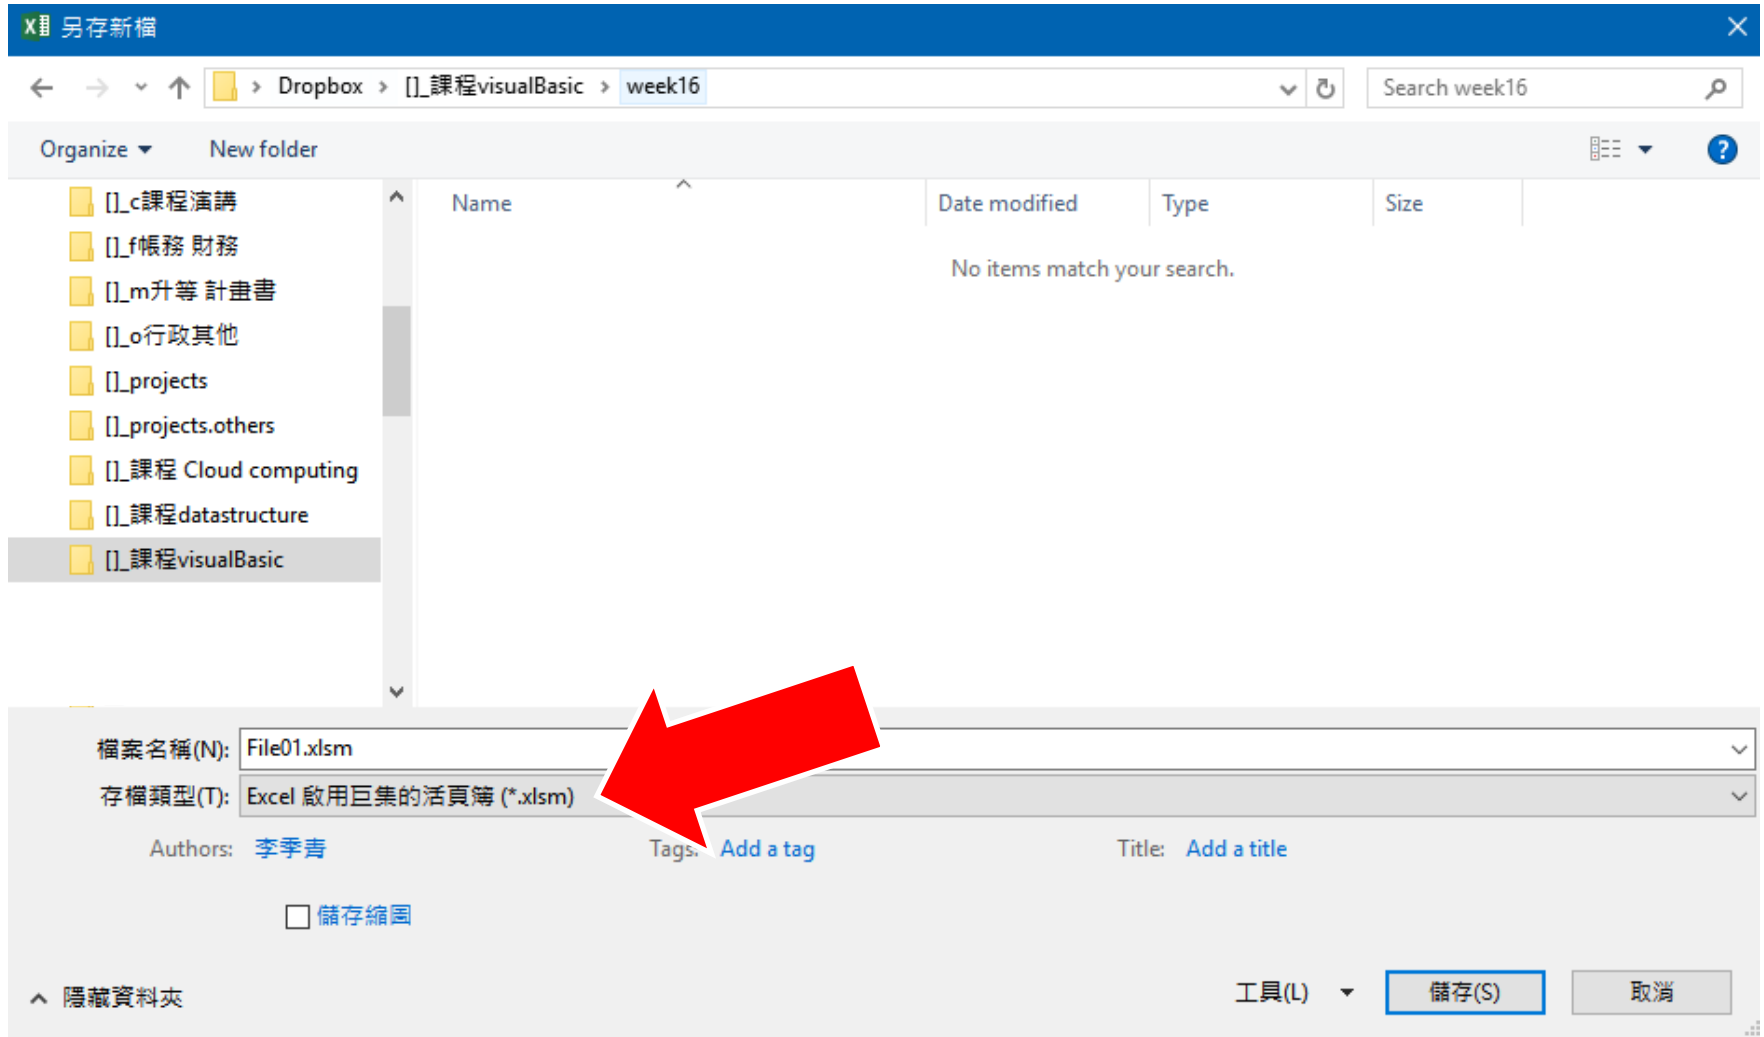 另存新檔
Dropbox > []_課程visualBasic > week16
Search week16
Organize
New folder
[]_c課程演講
[]_f帳務 財務
[]_m升等 計畫書
[]_o行政其他
[]_projects
[]_projects.others
[]_課程 Cloud computing
[]_課程datastructure
[]_課程visualBasic
Name
Date modified
Type
Size
No items match your search.
檔案名稱(N): File01.xlsm
存檔類型(T): Excel 啟用巨集的活頁簿 (*.xlsm)
Authors: 李季青
Tags: Add a tag
Title: Add a title
儲存縮圖
隱藏資料夾
工具(L)
儲存(S)
取消